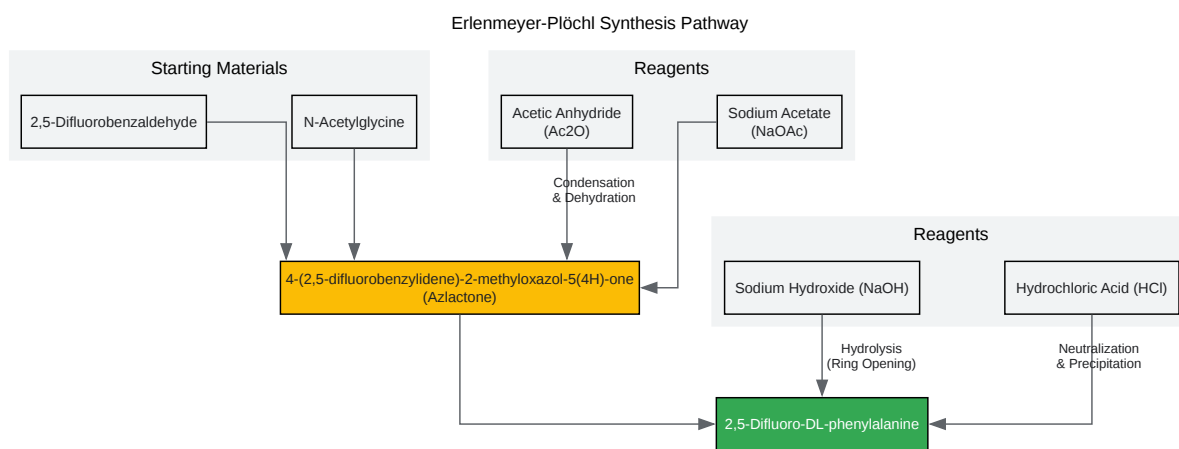 Erlenmeyer-Plöchl Synthesis Pathway
Starting Materials
Reagents
2,5-Difluorobenzaldehyde
N-Acetylglycine
Acetic Anhydride
(Ac2O)
Sodium Acetate
(NaOAc)
Condensation
& Dehydration
Reagents
4-(2,5-difluorobenzylidene)-2-methyloxazol-5(4H)-one
(Azlactone)
Sodium Hydroxide (NaOH)
Hydrochloric Acid (HCl)
Hydrolysis
(Ring Opening)
Neutralization
& Precipitation
2,5-Difluoro-DL-phenylalanine